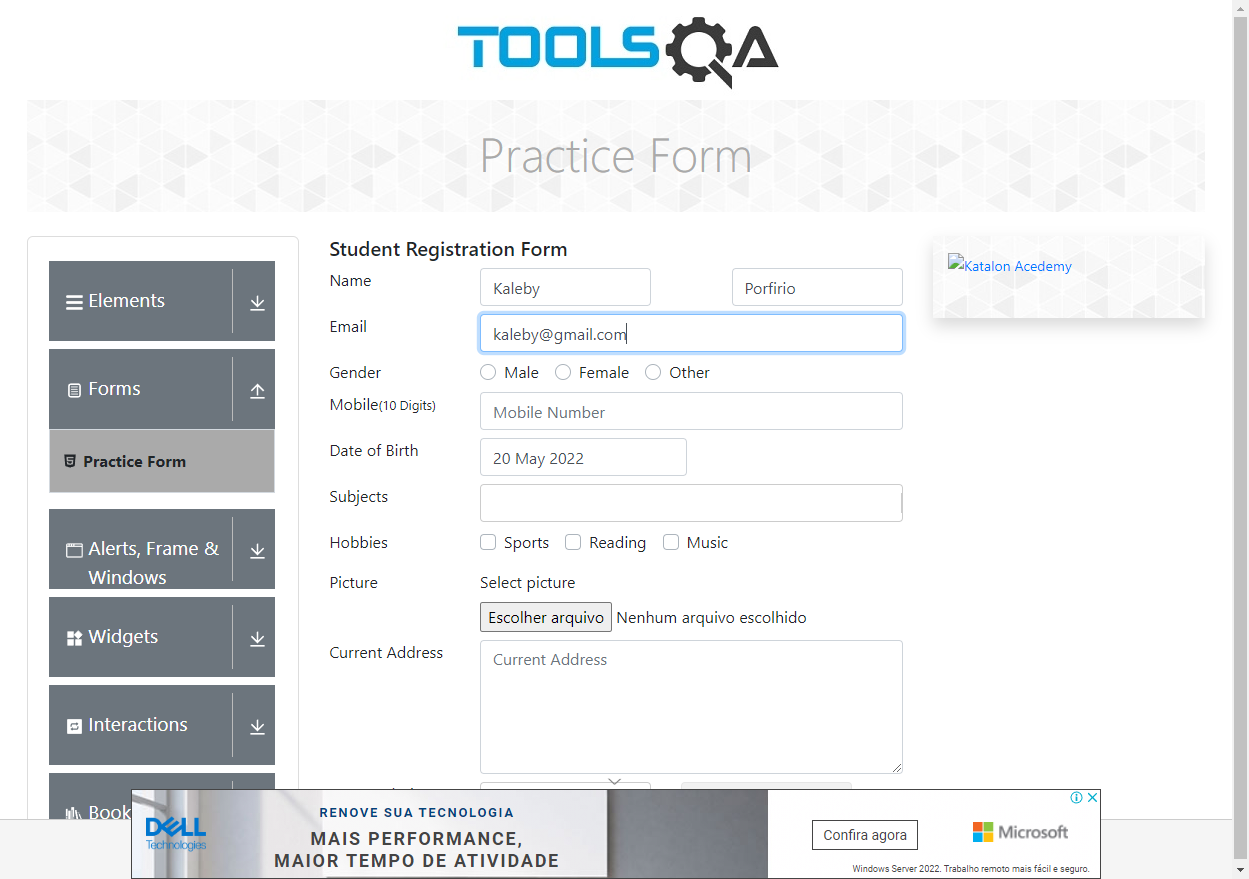 TOOLSQA
Practice Form
Elements
Forms
Practice Form
Alerts, Frame &
Windows
Widgets
Interactions
Book
Student Registration Form
Name
Kaleby
Porfirio
Email
kaleby@gmail.com
Gender
Male
Female
Other
Mobile(10 Digits)
Mobile Number
Date of Birth
20 May 2022
Subjects
Hobbies
Sports
Reading
Music
Picture
Select picture
Escolher arquivo Nenhum arquivo escolhido
Current Address
Current Address
Katalon Acedemy
DELL
Technologies
RENOVE SUA TECNOLOGIA
MAIS PERFORMANCE,
MAIOR TEMPO DE ATIVIDADE
Confira agora
Microsoft
Windows Server 2022. Trabalho remoto mais fácil e seguro.